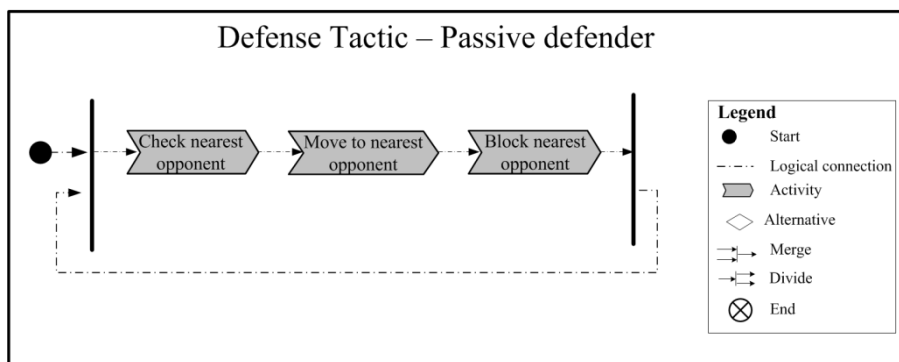 Defense Tactic – Passive defender
Check nearest
opponent
Move to nearest
opponent
Block nearest
opponent
Legend
Start
Logical connection
Activity
Alternative
Merge
Divide
End